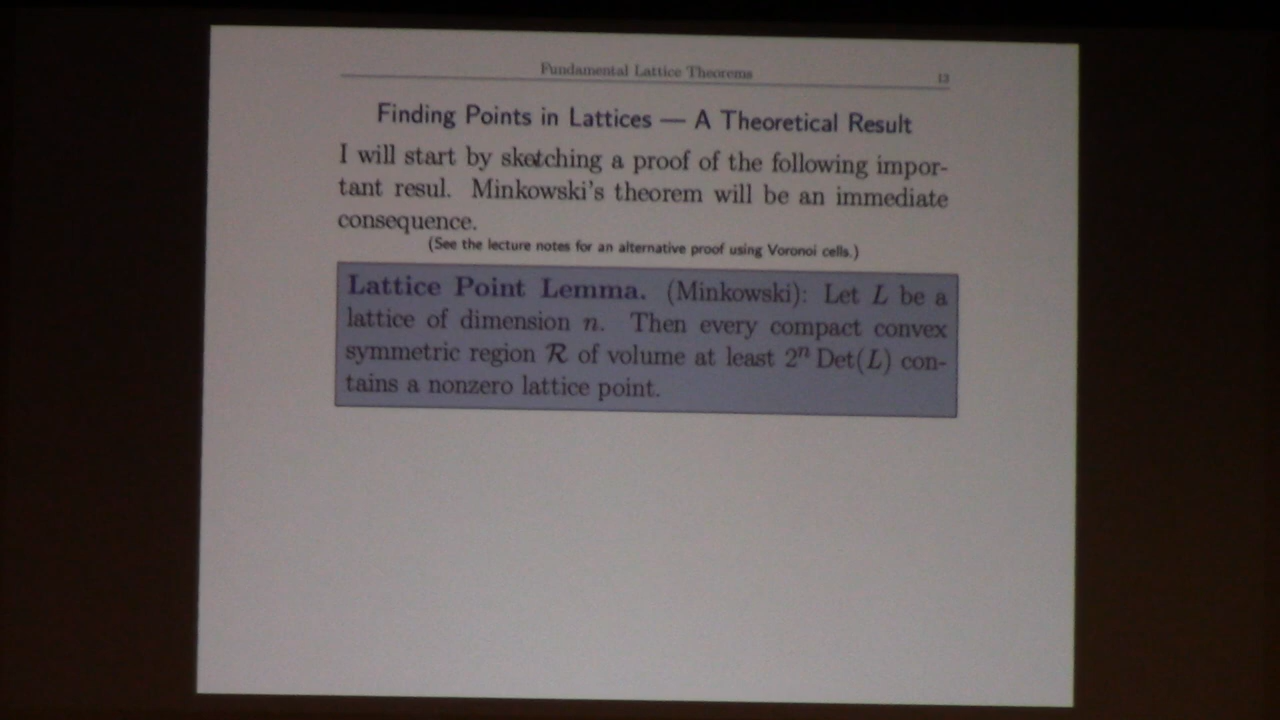 Fundamental Lattice Theorems 13
Finding Points in Lattices — A Theoretical Result
I will start by sketching a proof of the following impor-
tant resul. Minkowski's theorem will be an immediate
consequence.
(See the lecture notes for an alternative proof using Voronoi cells.)
Lattice Point Lemma. (Minkowski): Let L be a
lattice of dimension n. Then every compact convex
symmetric region R of volume at least 2ⁿ Det(L) con-
tains a nonzero lattice point.